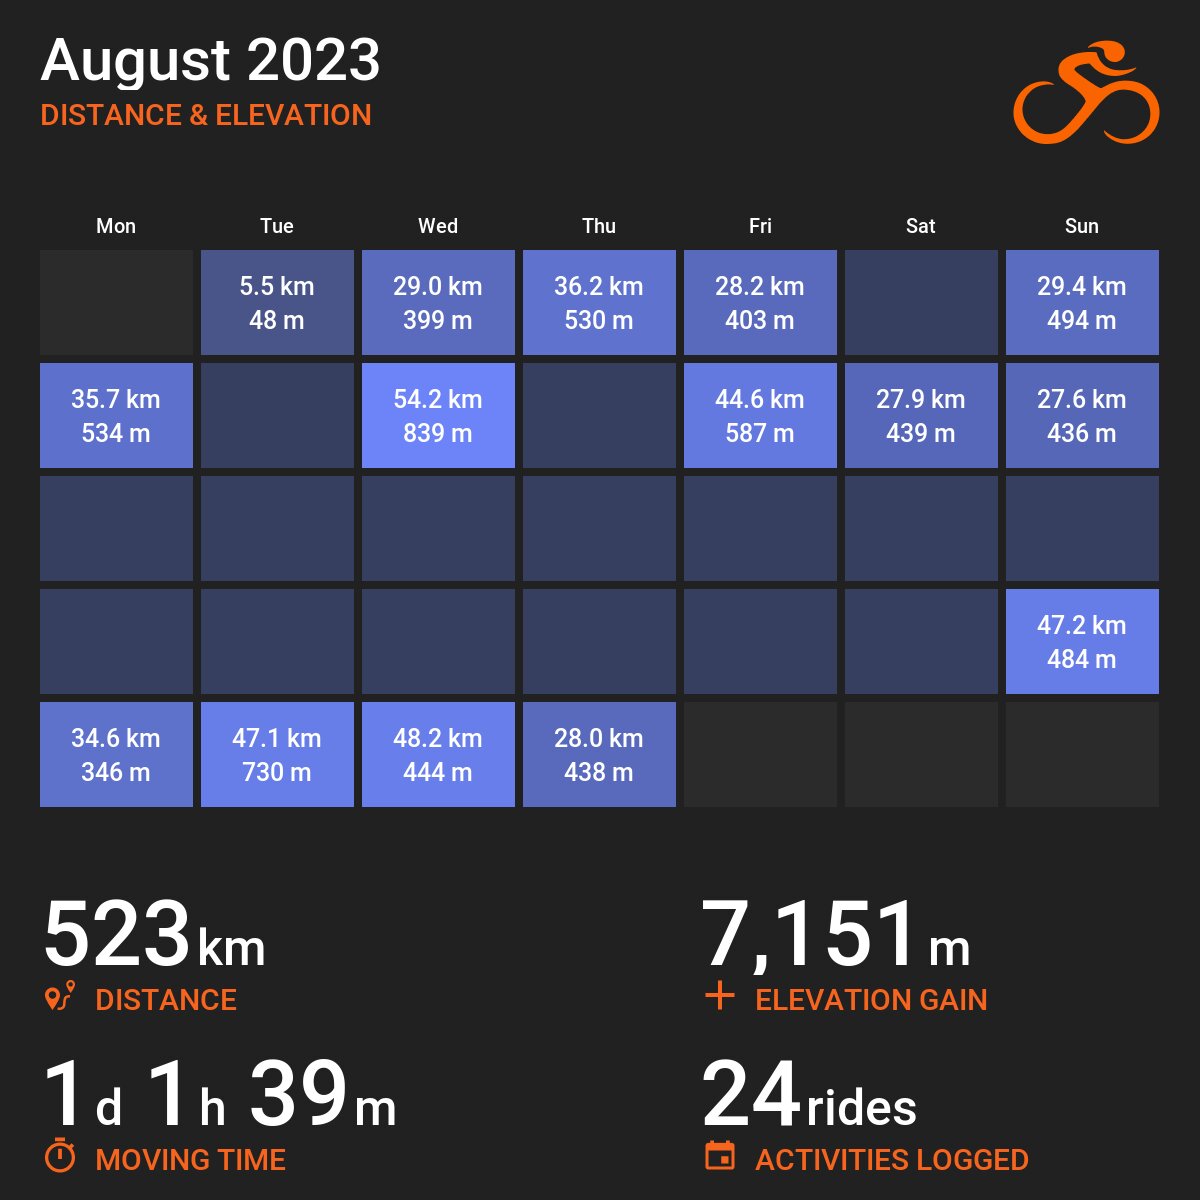 August 2023
DISTANCE & ELEVATION
Mon Tue Wed Thu Fri Sat Sun
5.5 km 29.0 km 36.2 km 28.2 km 29.4 km
48 m 399 m 530 m 403 m 494 m
35.7 km 54.2 km 44.6 km 27.9 km 27.6 km
534 m 839 m 587 m 439 m 436 m
47.2 km
484 m
34.6 km 47.1 km 48.2 km 28.0 km
346 m 730 m 444 m 438 m
523 km 7,151 m
DISTANCE ELEVATION GAIN
1 d 1 h 39 m 24 rides
MOVING TIME ACTIVITIES LOGGED